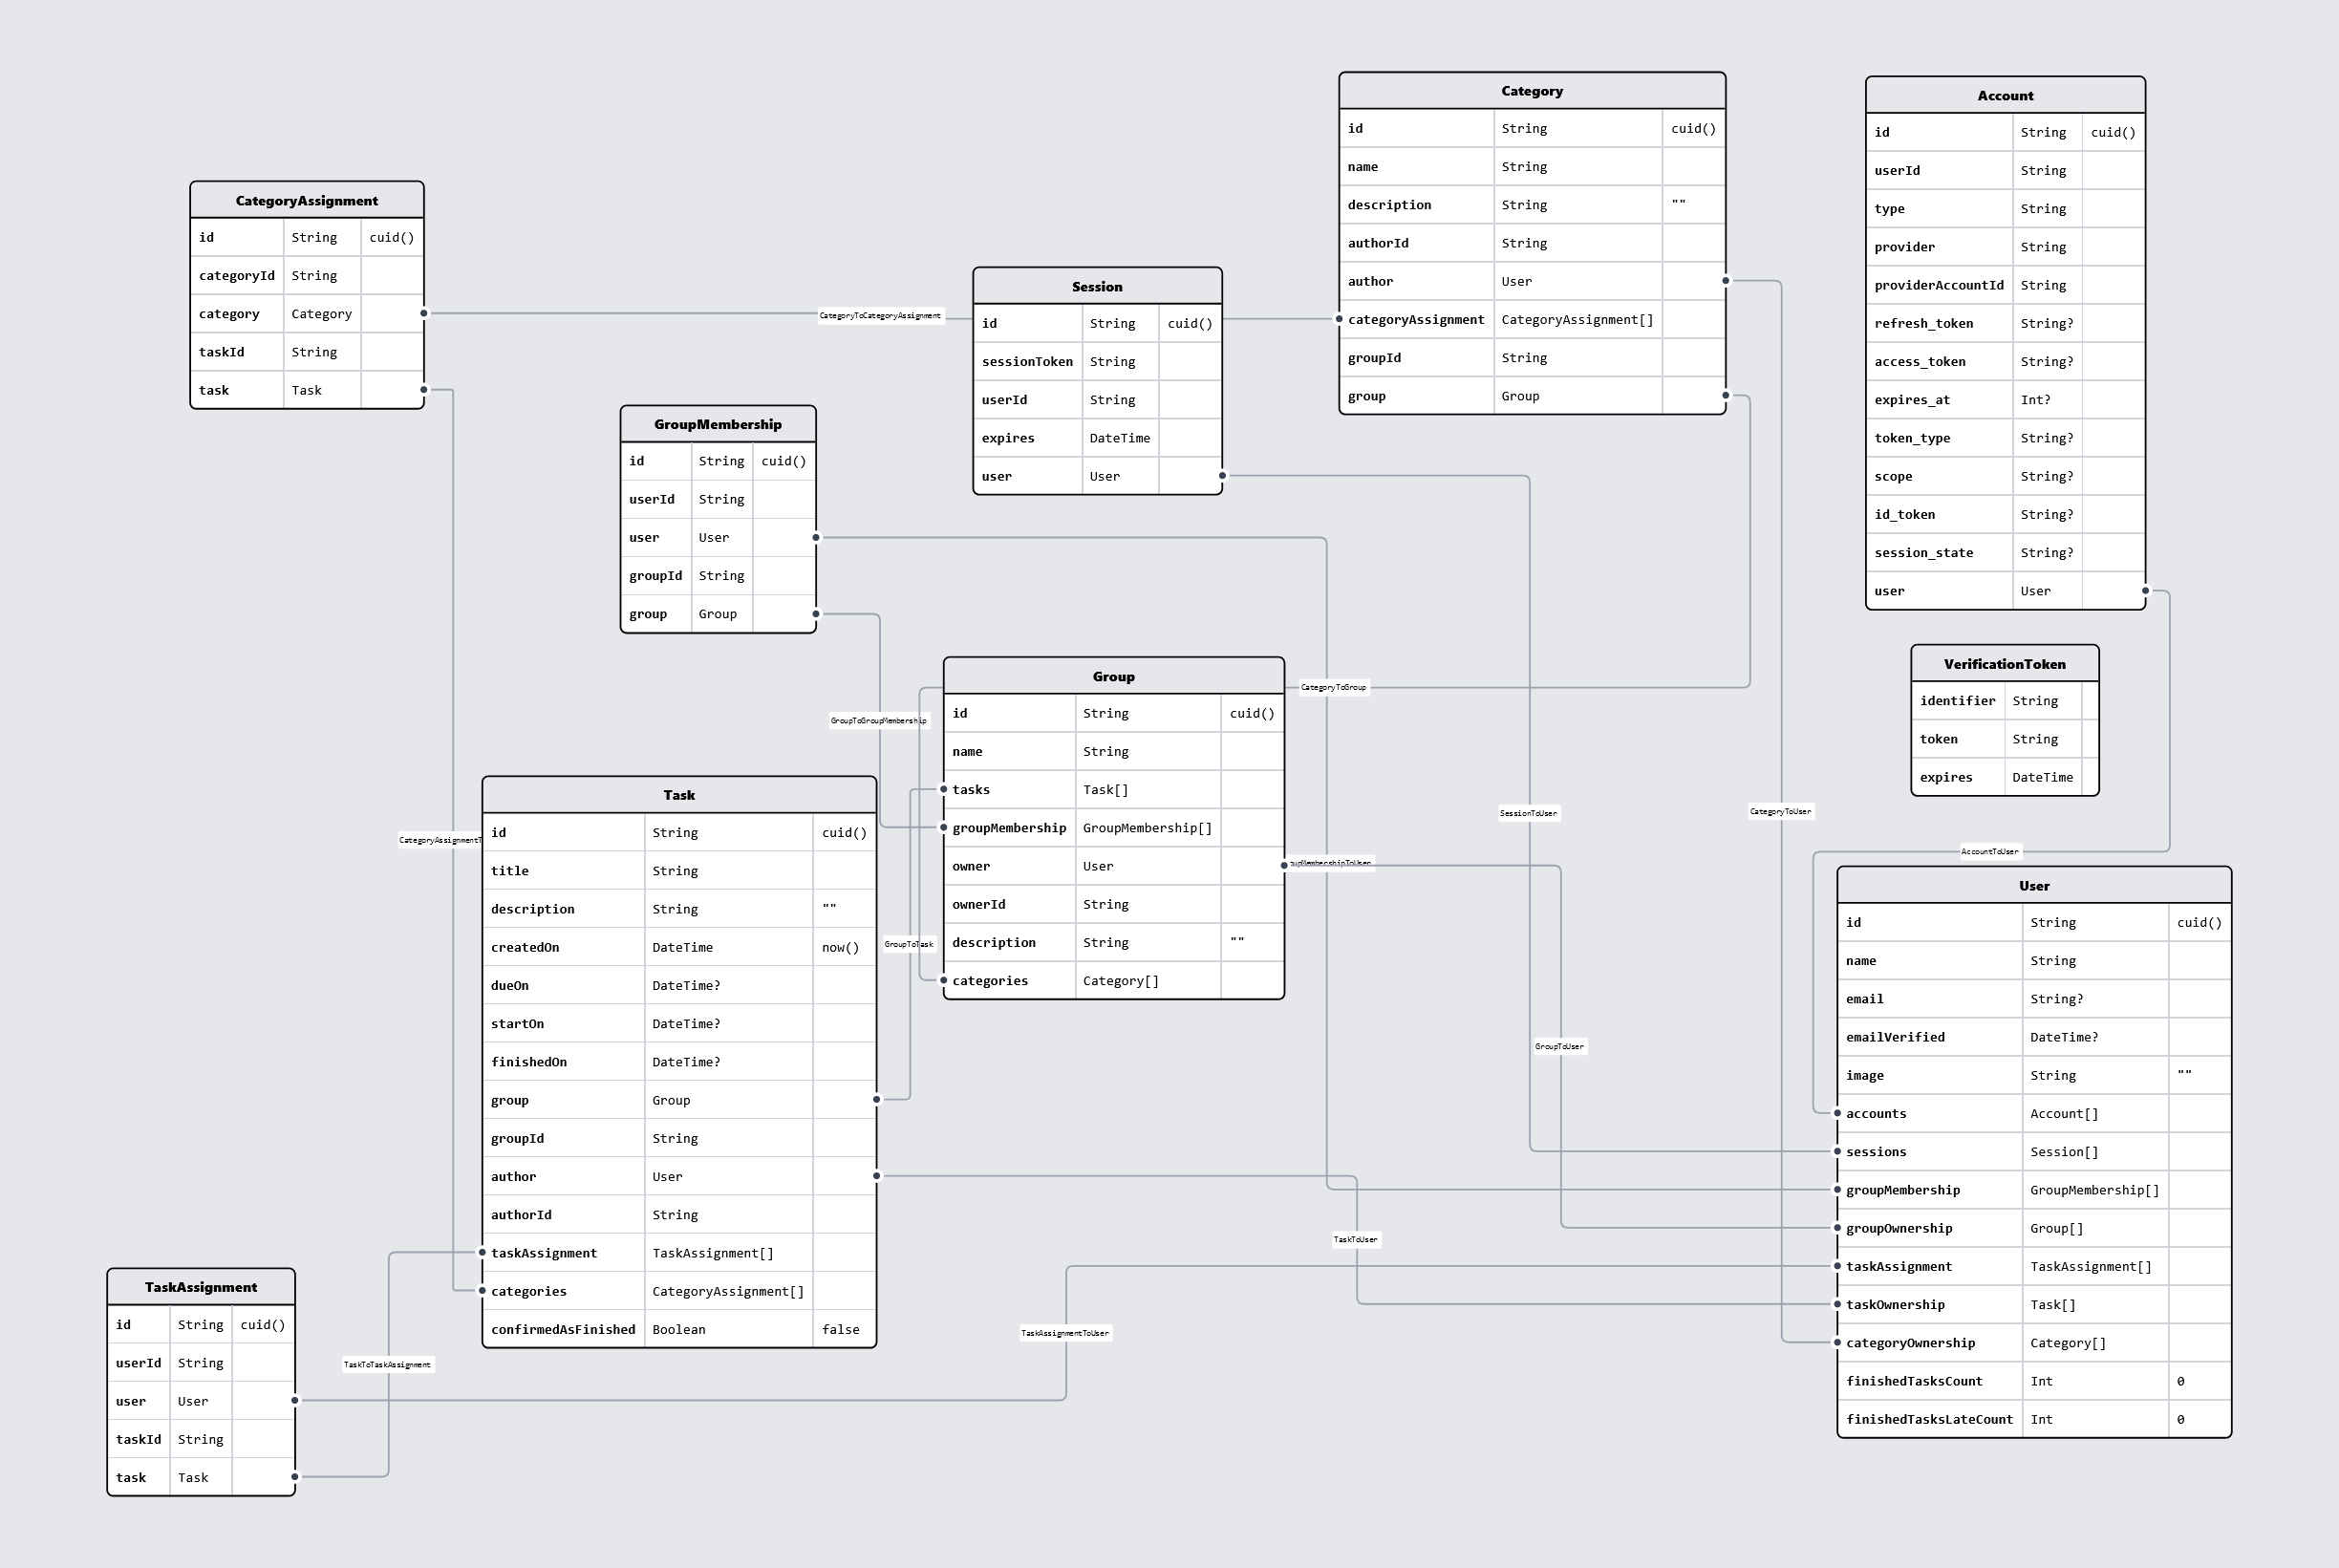 Category
id String cuid()
name String
description String ""
authorId String
author User
categoryAssignment CategoryAssignment[]
groupId String
group Group
Account
id String cuid()
userId String
type String
provider String
providerAccountId String
refresh_token String?
access_token String?
expires_at Int?
token_type String?
scope String?
id_token String?
session_state String?
user User
CategoryAssignment
id String cuid()
categoryId String
category Category
taskId String
task Task
CategoryToCategoryAssignment
Session
id String cuid()
sessionToken String
userId String
expires DateTime
user User
GroupMembership
id String cuid()
userId String
user User
groupId String
group Group
VerificationToken
identifier String
token String
expires DateTime
Group
id String cuid()
name String
tasks Task[]
groupMembership GroupMembership[]
owner User
ownerId String
description String ""
categories Category[]
CategoryToGroup
GroupToGroupMembership
SessionToUser
CategoryToUser
CategoryAssignmentT
upMembershipToUser
AccountToUser
GroupToTask
GroupToUser
Task
id String cuid()
title String
description String ""
createdOn DateTime now()
dueOn DateTime?
startOn DateTime?
finishedOn DateTime?
group Group
groupId String
author User
authorId String
taskAssignment TaskAssignment[]
categories CategoryAssignment[]
confirmedAsFinished Boolean false
User
id String cuid()
name String
email String?
emailVerified DateTime?
image String ""
accounts Account[]
sessions Session[]
groupMembership GroupMembership[]
groupOwnership Group[]
taskAssignment TaskAssignment[]
taskOwnership Task[]
categoryOwnership Category[]
finishedTasksCount Int 0
finishedTasksLateCount Int 0
TaskToUser
TaskAssignmentToUser
TaskToTaskAssignment
TaskAssignment
id String cuid()
userId String
user User
taskId String
task Task